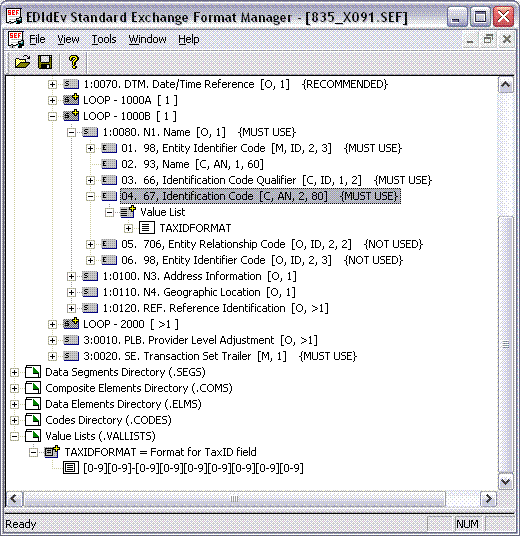 EDIdEv Standard Exchange Format Manager - [835_X091.SEF]
File View Tools Window Help
1:0070. DTM. Date/Time Reference [O, 1] {RECOMMENDED}
LOOP - 1000A [ 1 ]
LOOP - 1000B [ 1 ]
1:0080. N1. Name [O, 1] {MUST USE}
01. 98, Entity Identifier Code [M, ID, 2, 3] {MUST USE}
02. 93, Name [C, AN, 1, 60]
03. 66, Identification Code Qualifier [C, ID, 1, 2] {MUST USE}
04. 67, Identification Code [C, AN, 2, 80] {MUST USE}
Value List
TAXIDFORMAT
05. 706, Entity Relationship Code [O, ID, 2, 2] {NOT USED}
06. 98, Entity Identifier Code [O, ID, 2, 3] {NOT USED}
1:0100. N3. Address Information [O, 1]
1:0110. N4. Geographic Location [O, 1]
1:0120. REF. Reference Identification [O, >1]
LOOP - 2000 [ >1 ]
3:0010. PLB. Provider Level Adjustment [O, >1]
3:0020. SE. Transaction Set Trailer [M, 1] {MUST USE}
Data Segments Directory (.SEGS)
Composite Elements Directory (.COMS)
Data Elements Directory (.ELMS)
Codes Directory (.CODES)
Value Lists (.VALLISTS)
TAXIDFORMAT = Format for TaxID field
[0-9][0-9]-[0-9][0-9][0-9][0-9][0-9][0-9][0-9]
Ready NUM